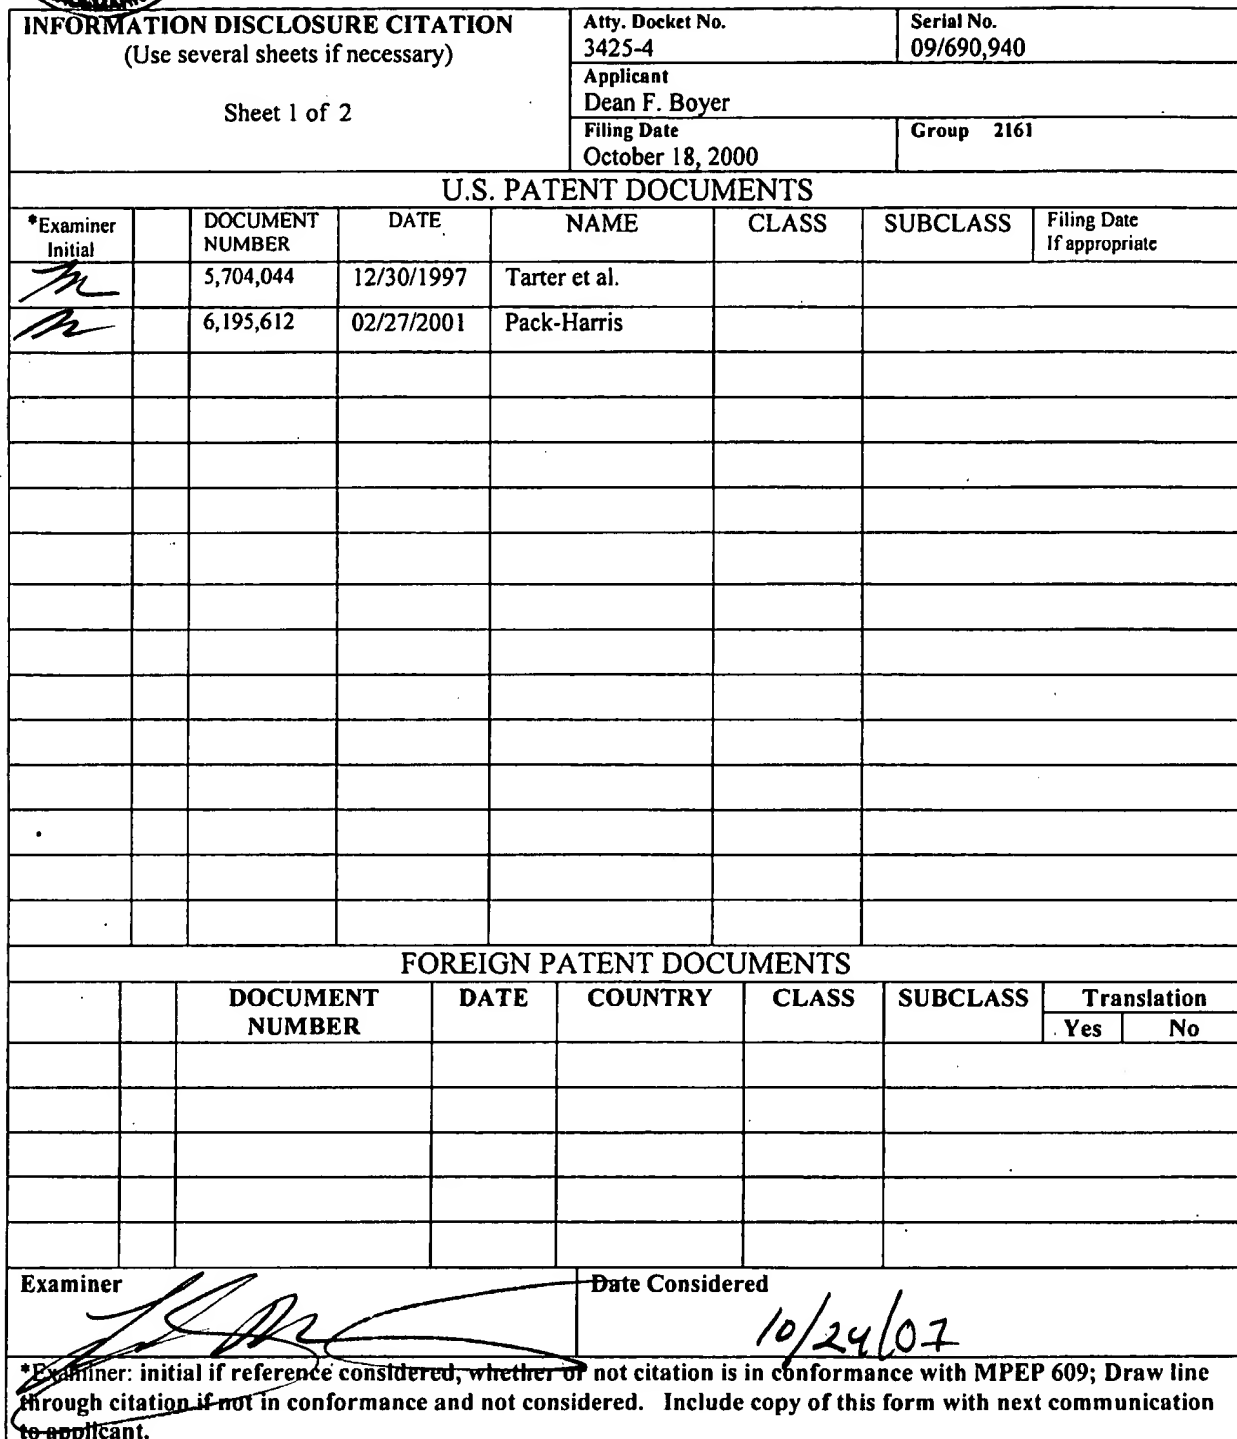 INFORMATION DISCLOSURE CITATION
(Use several sheets if necessary)
Sheet 1 of 2
Atty. Docket No.
3425-4
Serial No.
09/690,940
Applicant
Dean F. Boyer
Filing Date
October 18, 2000
Group 2161
U.S. PATENT DOCUMENTS
*Examiner Initial
DOCUMENT NUMBER
DATE
NAME
CLASS
SUBCLASS
Filing Date If appropriate
5,704,044 12/30/1997 Tarter et al.
6,195,612 02/27/2001 Pack-Harris
FOREIGN PATENT DOCUMENTS
DOCUMENT NUMBER
DATE
COUNTRY
CLASS
SUBCLASS
Translation
Yes No
Examiner
Date Considered
10/24/07
*Examiner: initial if reference considered, whether or not citation is in conformance with MPEP 609; Draw line
through citation if not in conformance and not considered. Include copy of this form with next communication
to applicant.